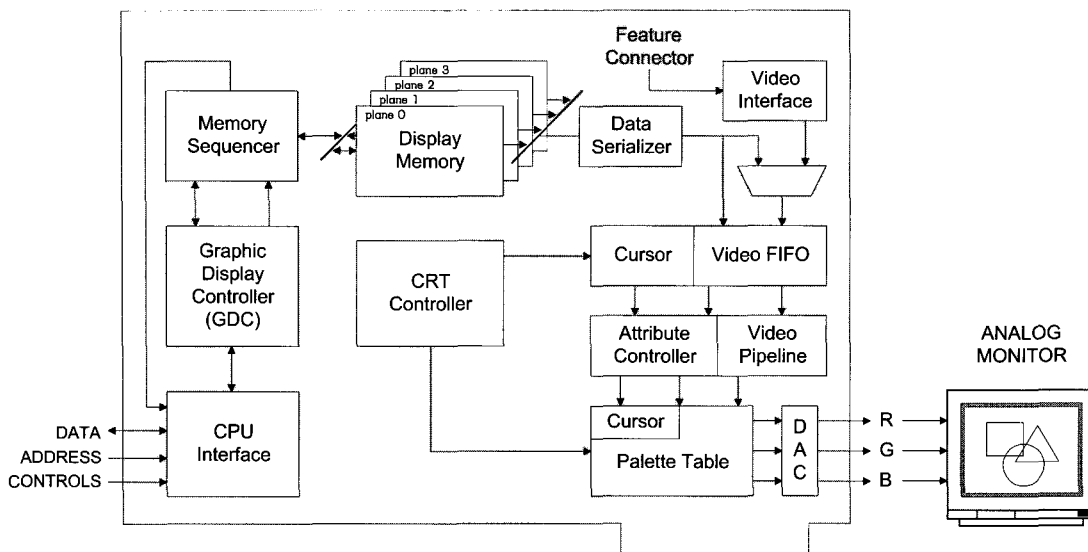 plane 3
plane 2
plane 1
plane 0
Display
Memory
Memory
Sequencer
Feature
Connector
Video
Interface
Data
Serializer
Graphic
Display
Controller
(GDC)
CRT
Controller
Cursor
Video FIFO
Attribute
Controller
Video
Pipeline
ANALOG
MONITOR
DATA
ADDRESS
CONTROLS
CPU
Interface
Cursor
Palette Table
D
A
C
R
G
B